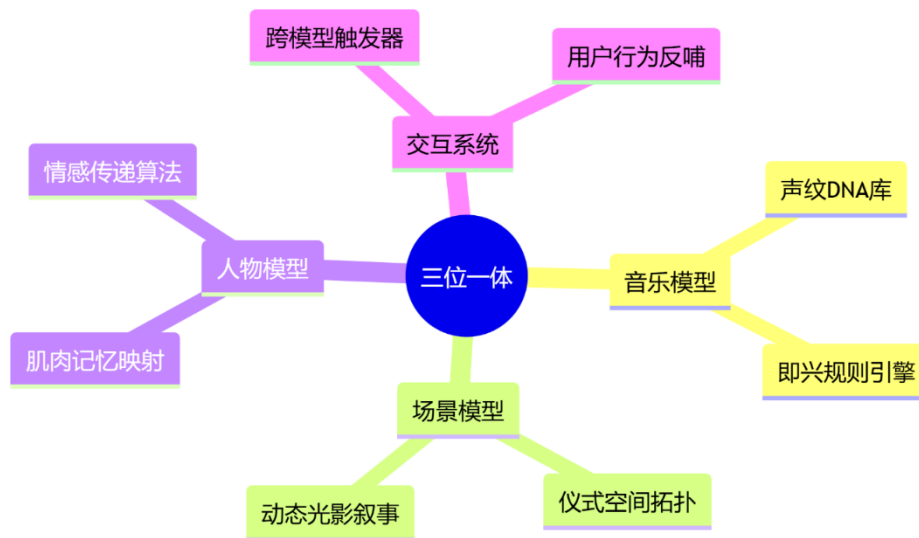 跨模型触发器
用户行为反哺
交互系统
情感传递算法
声纹DNA库
人物模型
三位一体
音乐模型
肌肉记忆映射
即兴规则引擎
场景模型
动态光影叙事
仪式空间拓扑